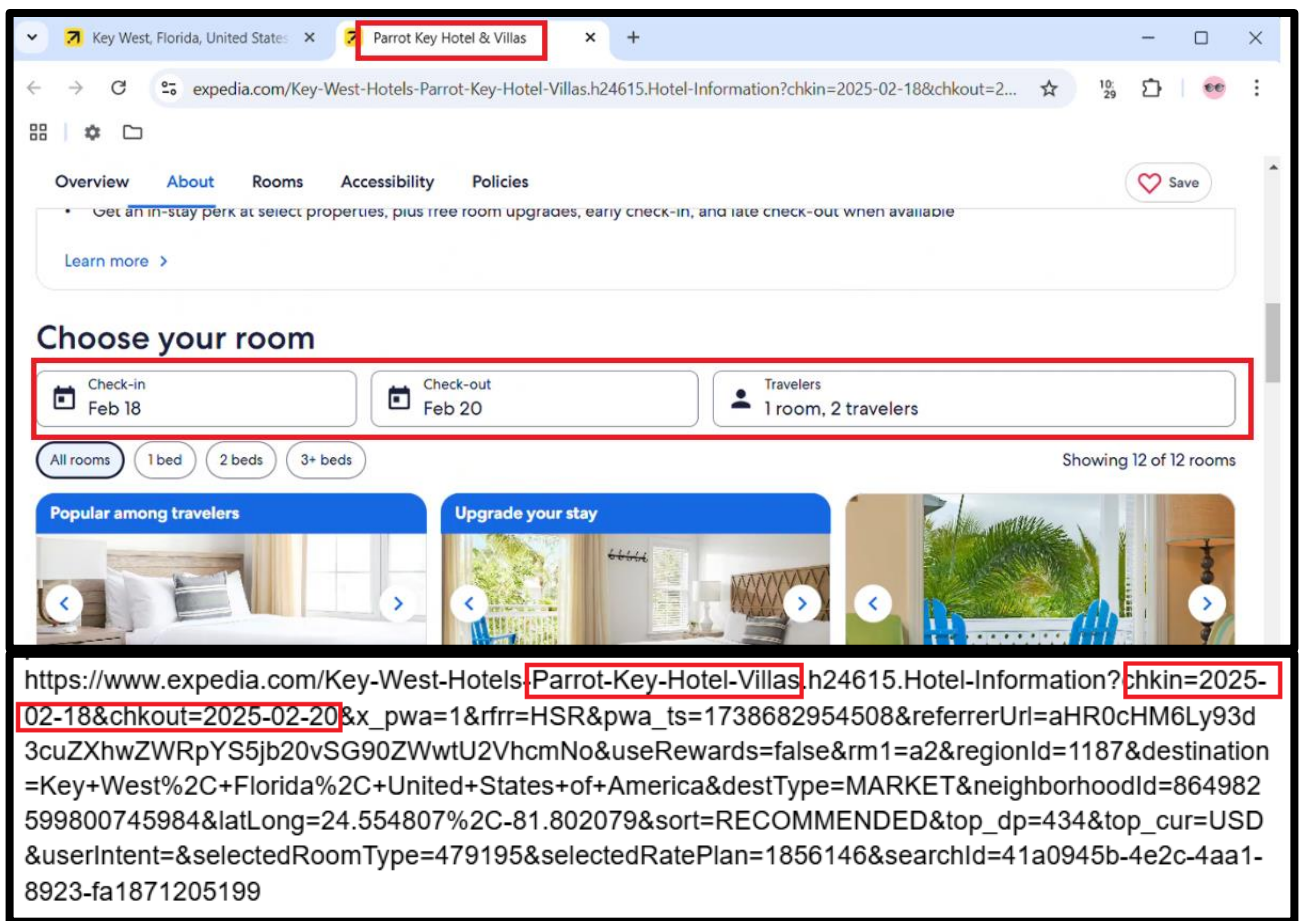 Key West, Florida, United States
Parrot Key Hotel & Villas
expedia.com/Key-West-Hotels-Parrot-Key-Hotel-Villas.h24615.Hotel-Information?chkin=2025-02-18&chkout=2...
10:
29
Overview About Rooms Accessibility Policies Save
• Get an in-stay perk at select properties, plus free room upgrades, early check-in, and late check-out when available
Learn more >
Choose your room
Check-in
Feb 18
Check-out
Feb 20
Travelers
1 room, 2 travelers
All rooms 1 bed 2 beds 3+ beds Showing 12 of 12 rooms
Popular among travelers Upgrade your stay
https://www.expedia.com/Key-West-Hotels-Parrot-Key-Hotel-Villas.h24615.Hotel-Information?chkin=2025-
02-18&chkout=2025-02-20&x_pwa=1&rfrr=HSR&pwa_ts=1738682954508&referrerUrl=aHR0cHM6Ly93d
3cuZXhwZWRpYS5jb20vSG90ZWwtU2VhcmNo&useRewards=false&rm1=a2&regionId=1187&destination
=Key+West%2C+Florida%2C+United+States+of+America&destType=MARKET&neighborhoodId=864982
599800745984&latLong=24.554807%2C-81.802079&sort=RECOMMENDED&top_dp=434&top_cur=USD
&userIntent=&selectedRoomType=479195&selectedRatePlan=1856146&searchId=41a0945b-4e2c-4aa1-
8923-fa1871205199